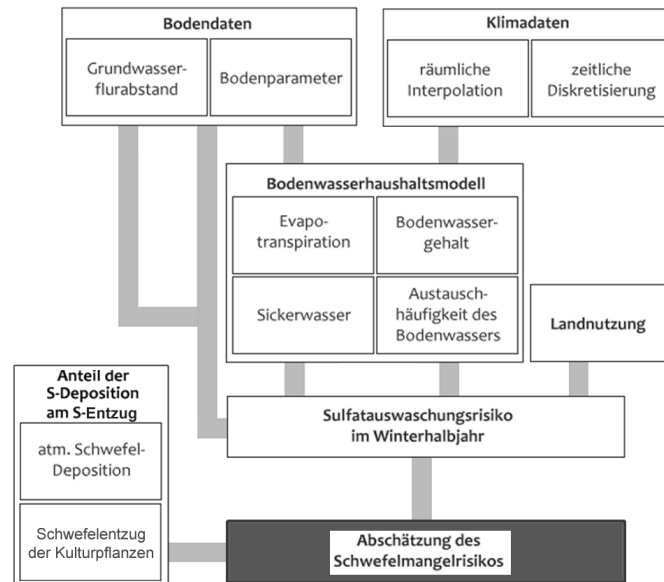 Bodendaten
Grundwasser-
flurabstand
Bodenparameter
Klimadaten
räumliche
Interpolation
zeitliche
Diskretisierung
Bodenwasserhaushaltsmodell
Evapo-
transpiration
Bodenwasser-
gehalt
Sickerwasser
Austausch-
häufigkeit des
Bodenwassers
Landnutzung
Anteil der
S-Deposition
am S-Entzug
atm. Schwefel-
Deposition
Schwefelentzug
der Kulturpflanzen
Sulfatauswaschungsrisiko
im Winterhalbjahr
Abschätzung des
Schwefelmangelrisikos